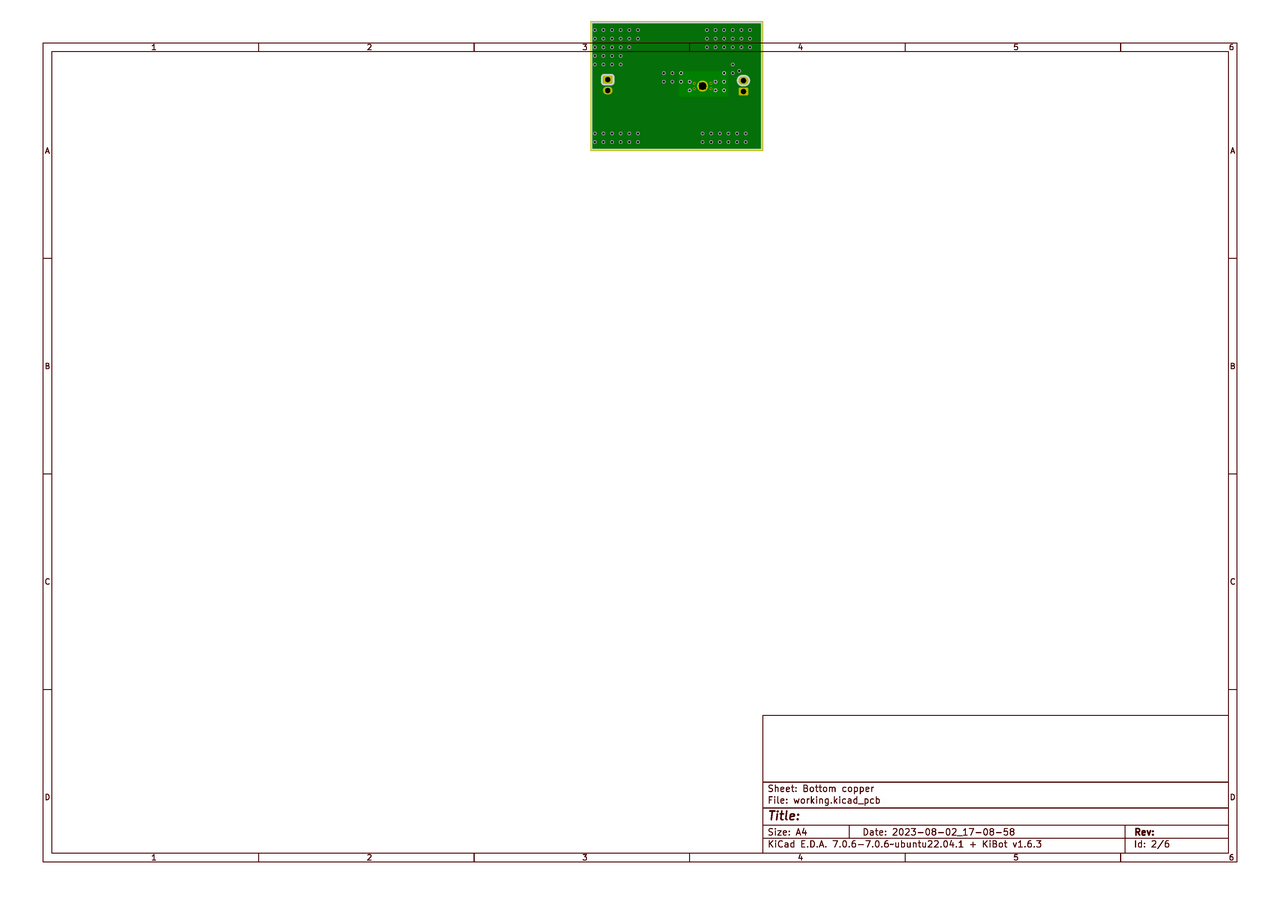 1 2 3 4 5 6
A A
B B
C C
D D
Sheet: Bottom copper
File: working.kicad_pcb
Title:
Size: A4 Date: 2023-08-02_17-08-58 Rev:
KiCad E.D.A. 7.0.6-7.0.6~ubuntu22.04.1 + KiBot v1.6.3 Id: 2/6
1 2 3 4 5 6